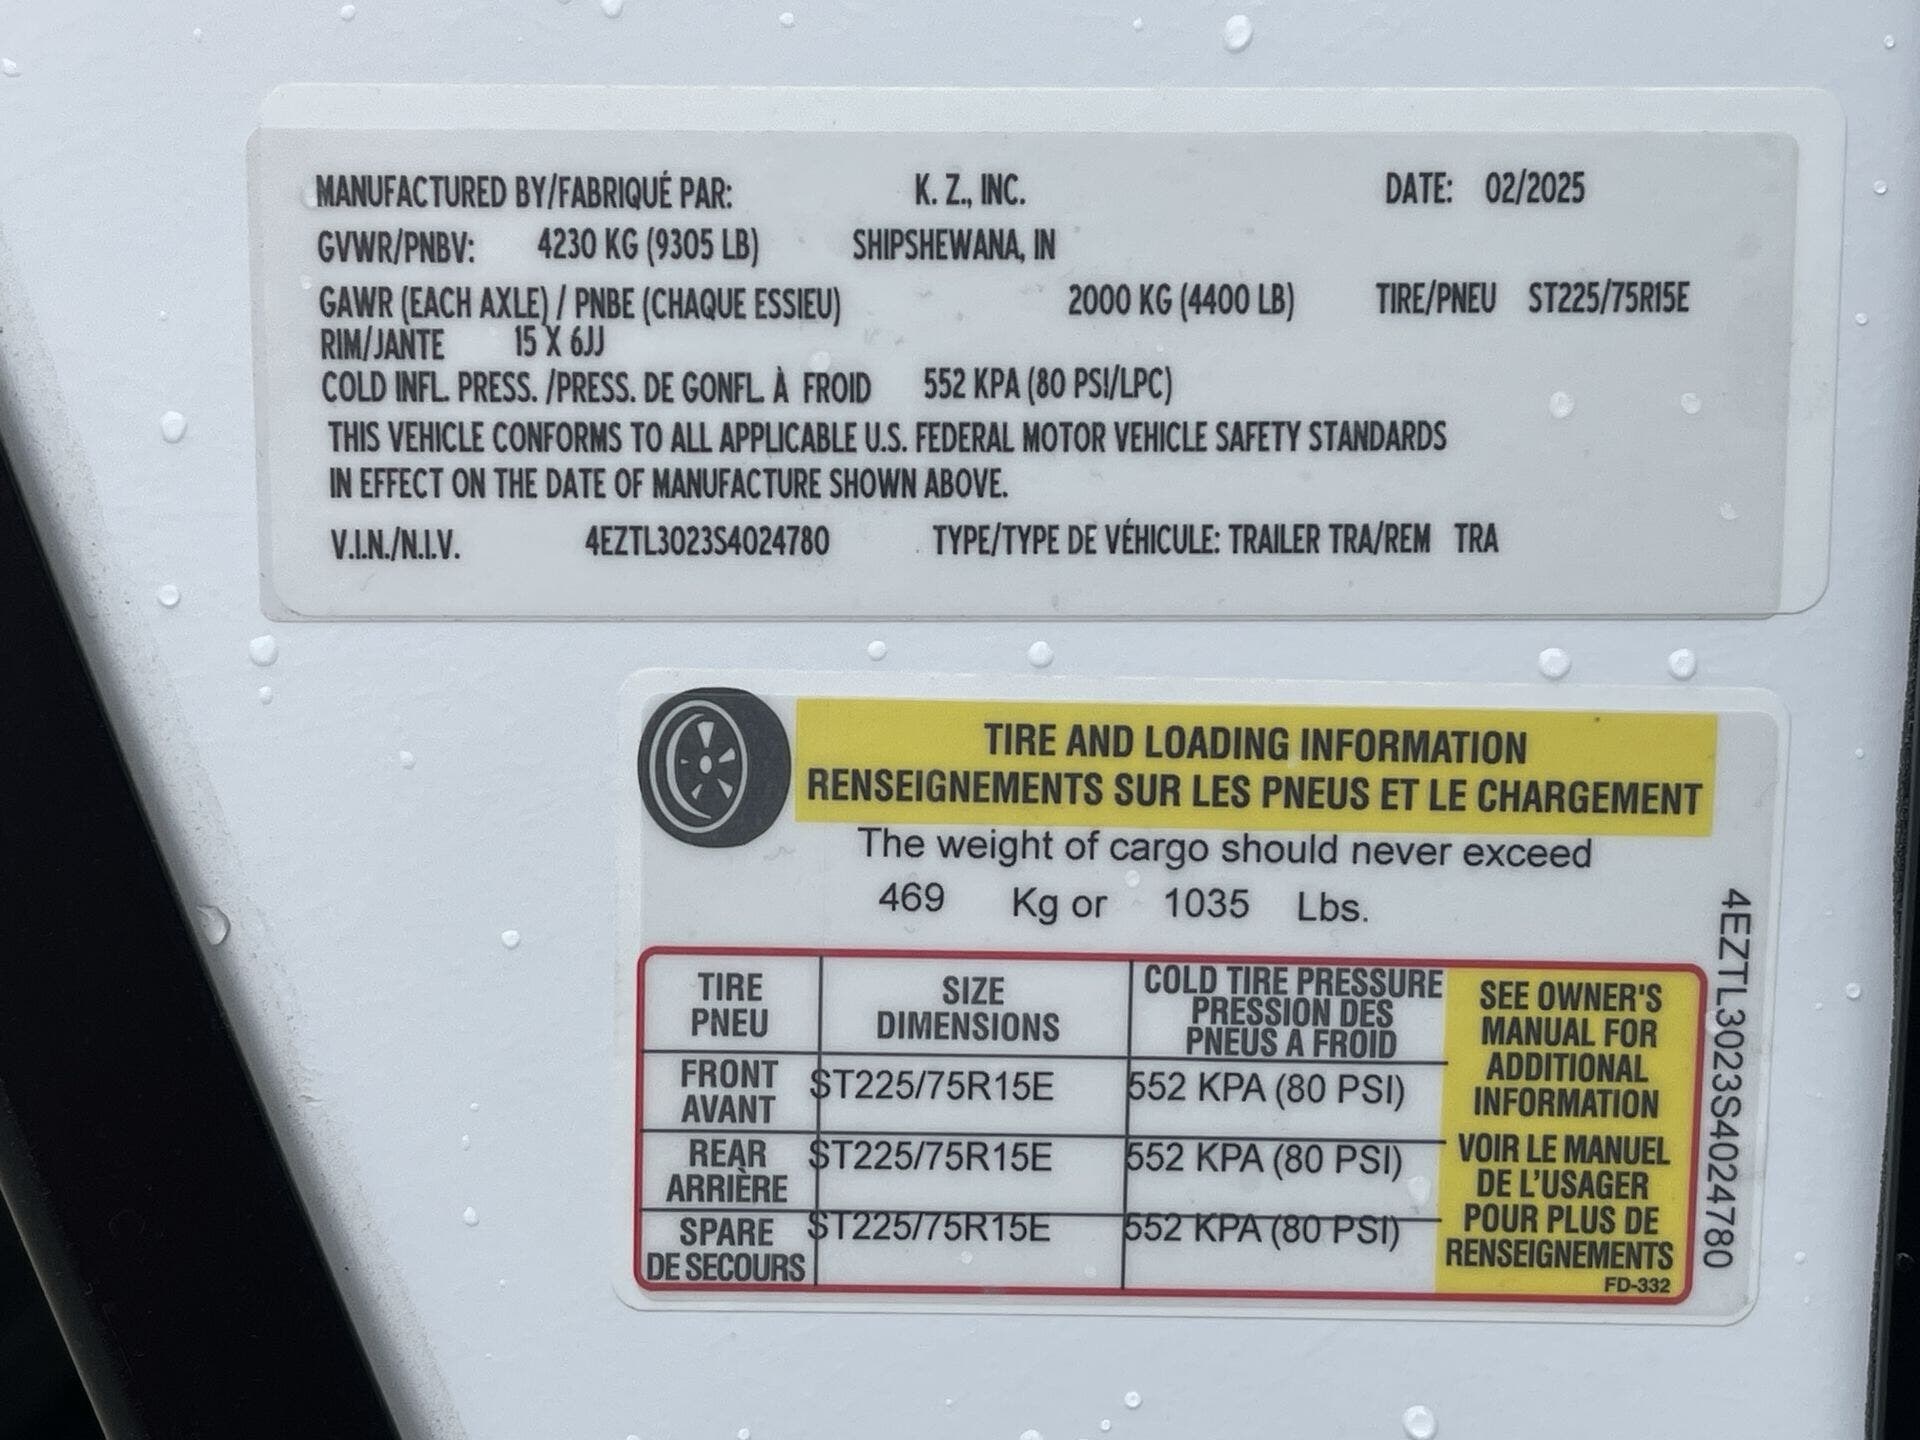 MANUFACTURED BY/FABRIQUÉ PAR: K. Z., INC. DATE: 02/2025
GVWR/PNBV: 4230 KG (9305 LB) SHIPSHEWANA, IN
GAWR (EACH AXLE) / PNBE (CHAQUE ESSIEU) 2000 KG (4400 LB) TIRE/PNEU ST225/75R15E
RIM/JANTE 15 X 6JJ
COLD INFL. PRESS. /PRESS. DE GONFL. À FROID 552 KPA (80 PSI/LPC)
THIS VEHICLE CONFORMS TO ALL APPLICABLE U.S. FEDERAL MOTOR VEHICLE SAFETY STANDARDS
IN EFFECT ON THE DATE OF MANUFACTURE SHOWN ABOVE.
V.I.N./N.I.V. 4EZTL3023S4024780 TYPE/TYPE DE VÉHICULE: TRAILER TRA/REM TRA
TIRE AND LOADING INFORMATION
RENSEIGNEMENTS SUR LES PNEUS ET LE CHARGEMENT
The weight of cargo should never exceed
469 Kg or 1035 Lbs.
TIRE
PNEU
SIZE
DIMENSIONS
COLD TIRE PRESSURE
PRESSION DES
PNEUS A FROID
FRONT
AVANT
ST225/75R15E
552 KPA (80 PSI)
REAR
ARRIÈRE
ST225/75R15E
552 KPA (80 PSI)
SPARE
DE SECOURS
ST225/75R15E
552 KPA (80 PSI)
SEE OWNER'S
MANUAL FOR
ADDITIONAL
INFORMATION
VOIR LE MANUEL
DE L'USAGER
POUR PLUS DE
RENSEIGNEMENTS
FD-332
4EZTL3023S4024780